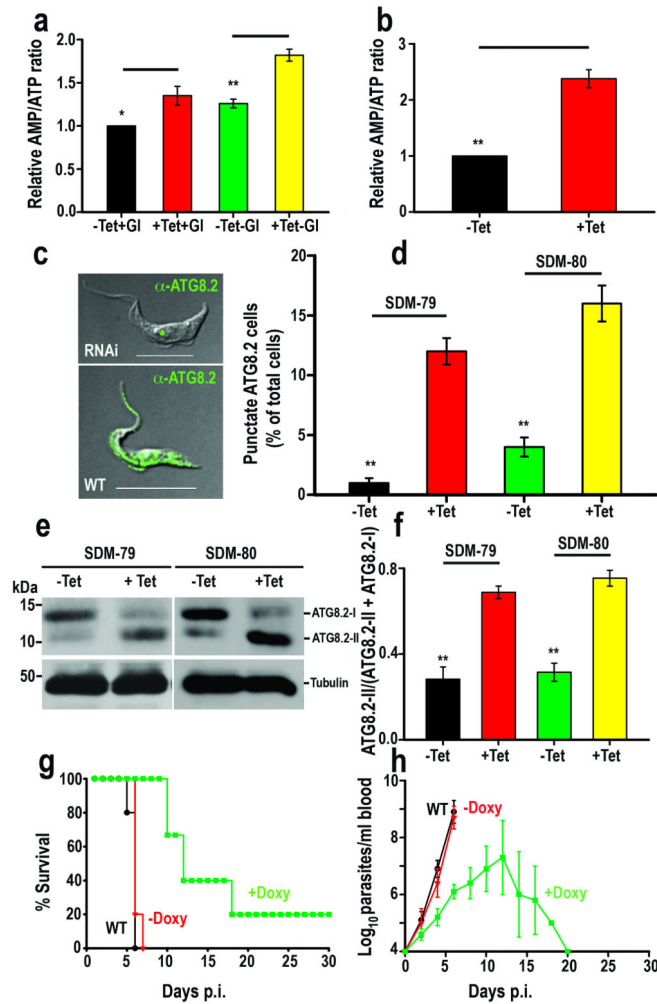 a
Relative AMP/ATP ratio
2.0
1.5
1.0
0.5
0.0
*
**
-Tet+Gl
+Tet+Gl
-Tet-Gl
+Tet-Gl
b
Relative AMP/ATP ratio
3
2
1
0
**
-Tet
+Tet
c
α-ATG8.2
RNAi
α-ATG8.2
WT
d
Punctate ATG8.2 cells
(% of total cells)
20
15
10
5
0
SDM-79
SDM-80
**
**
-Tet
+Tet
-Tet
+Tet
e
SDM-79
SDM-80
kDa
-Tet
+ Tet
-Tet
+Tet
15
10
50
ATG8.2-I
ATG8.2-II
Tubulin
f
ATG8.2-II/(ATG8.2-II + ATG8.2-I)
0.8
0.4
0.0
SDM-79
SDM-80
**
**
-Tet
+Tet
-Tet
+Tet
g
% Survival
100
80
60
40
20
0
WT
-Doxy
+Doxy
0
5
10
15
20
25
30
Days p.i.
h
Log10 parasites/ml blood
10
8
6
4
WT
-Doxy
+Doxy
0
5
10
15
20
25
30
Days p.i.